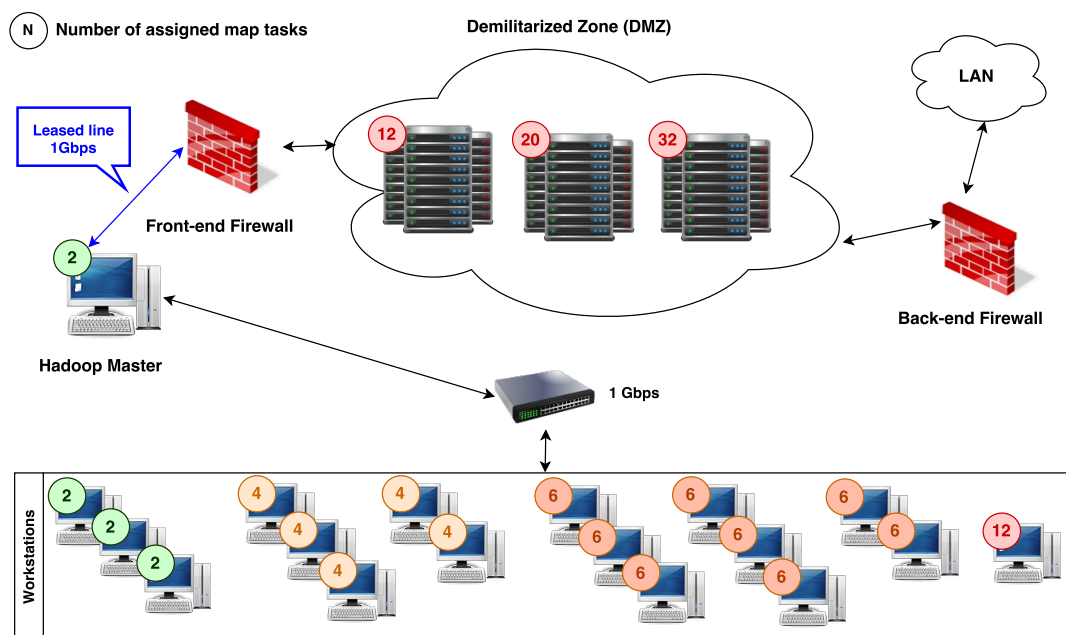 N Number of assigned map tasks
Demilitarized Zone (DMZ)
LAN
Leased line
1Gbps
12
20
32
Front-end Firewall
2
Back-end Firewall
Hadoop Master
1 Gbps
Workstations
2
2
2
4
4
4
4
4
6
6
6
6
6
6
6
6
12